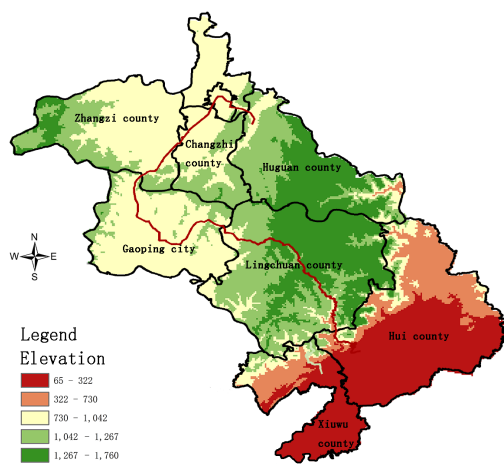 Zhangzi county
Changzhi
county
Huguan county
Gaoping city
Lingchuan county
N
W E
S
Hui county
Xiuwu
county
Legend
Elevation
65 - 322
322 - 730
730 - 1,042
1,042 - 1,267
1,267 - 1,760